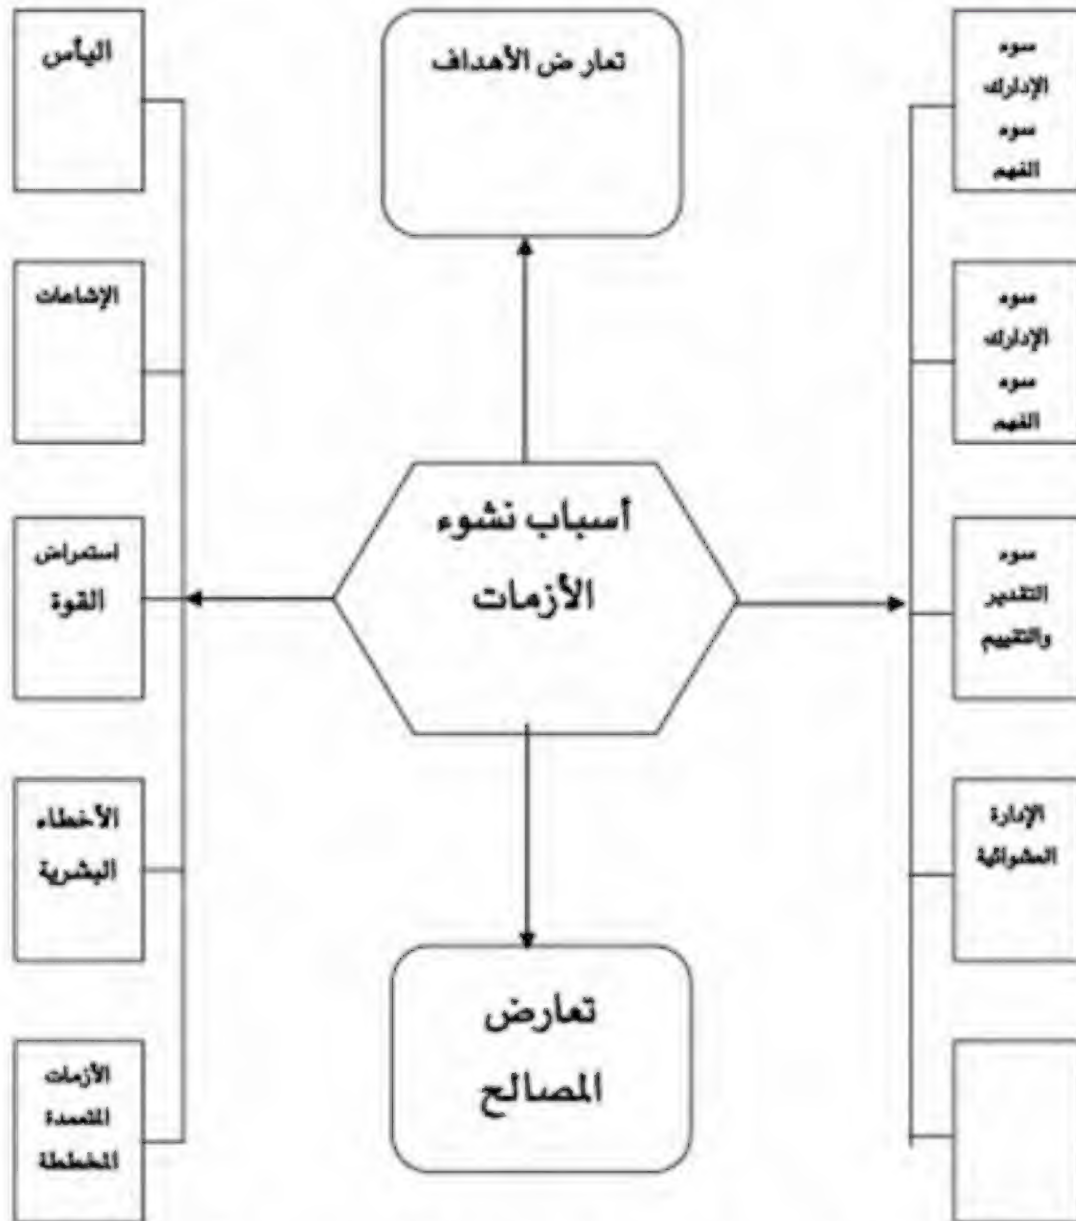 سوء
الإدارك
سوء
الفهم
تعارض الأهداف
اليأس
سوء
الإدارك
سوء
الفهم
الإشاعات
أسباب نشوء
الأزمات
سوء
التقدير
والتقييم
استعراض
القوة
الإدارة
العشوائية
الأخطاء
البشرية
تعارض
المصالح
الأزمات
المتعمدة
المخططة